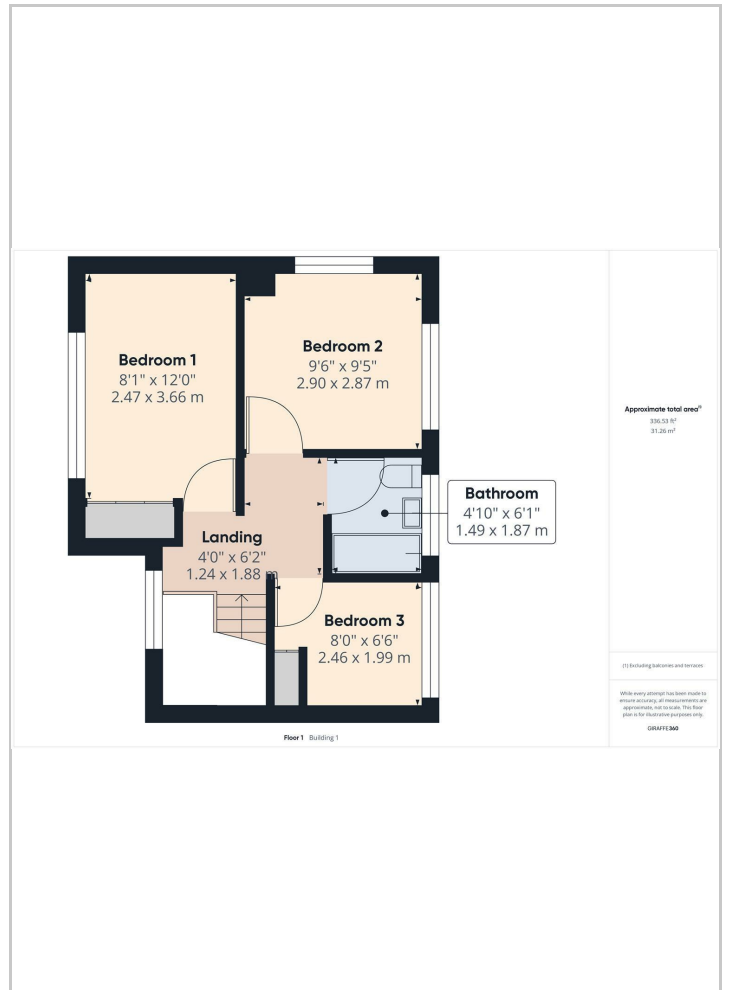 Bedroom 1
8'1" x 12'0"
2.47 x 3.66 m
Bedroom 2
9'6" x 9'5"
2.90 x 2.87 m
Bathroom
4'10" x 6'1"
1.49 x 1.87 m
Landing
4'0" x 6'2"
1.24 x 1.88 m
Bedroom 3
8'0" x 6'6"
2.46 x 1.99 m
Floor 1 Building 1
Approximate total area⁽¹⁾
336.53 ft²
31.26 m²
(1) Excluding balconies and terraces
While every attempt has been made to
ensure accuracy, all measurements are
approximate, not to scale. This floor
plan is for illustrative purposes only.
GIRAFFE360